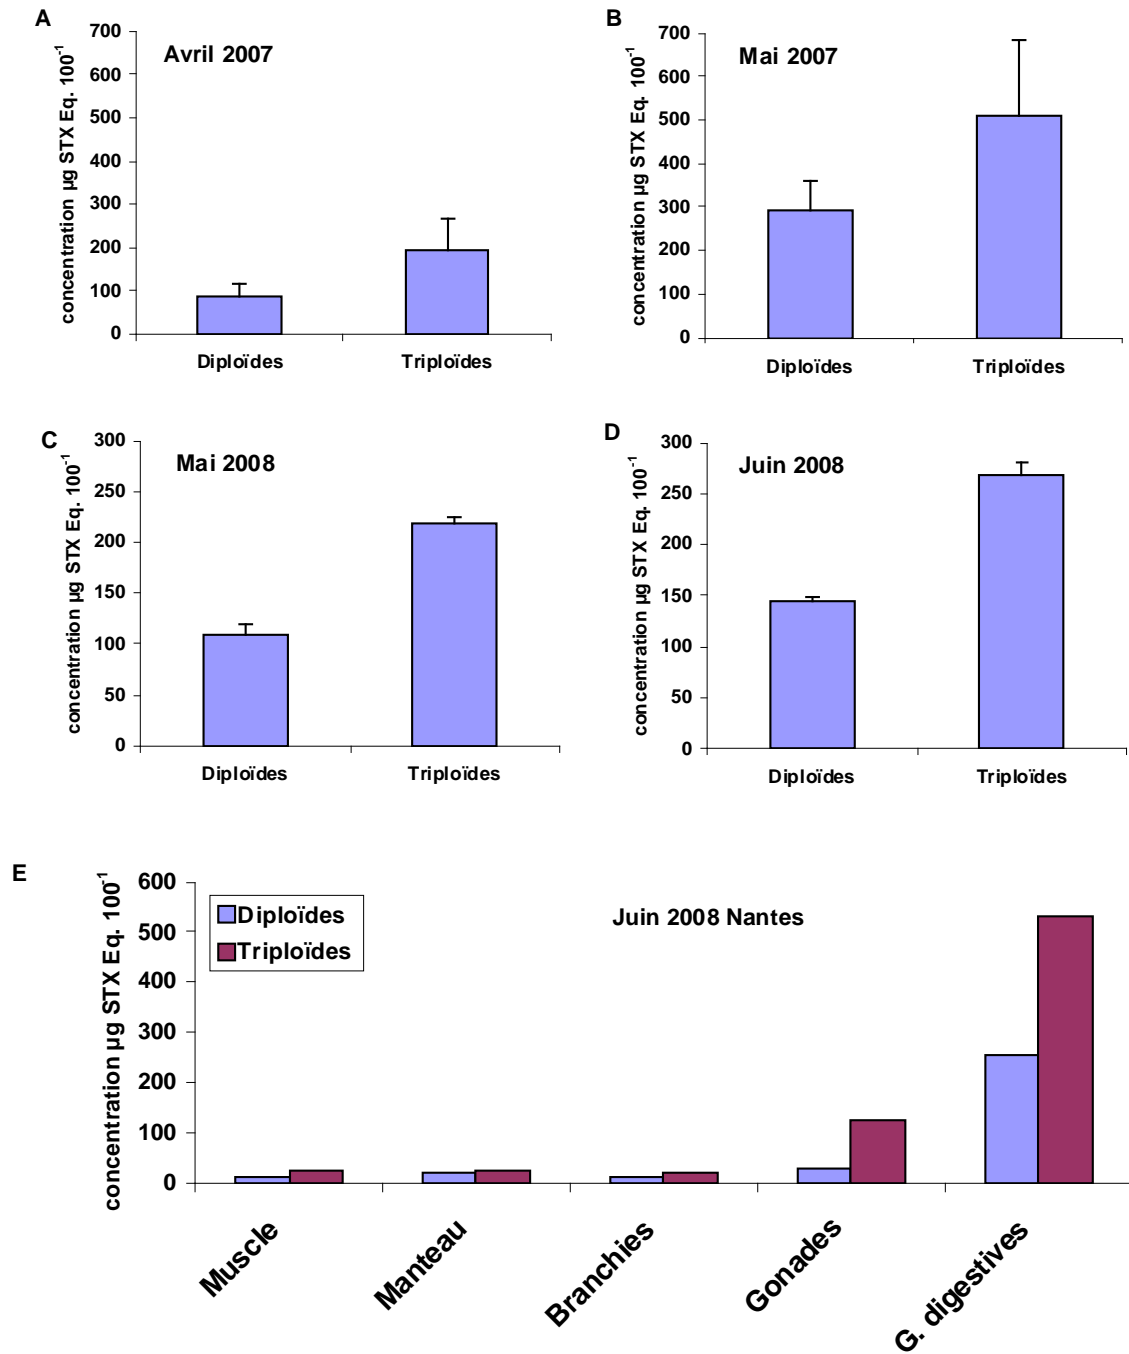 A
Avril 2007
concentration µg STX Eq. 100-1
700
600
500
400
300
200
100
0
Diploïdes Triploïdes
B
Mai 2007
concentration µg STX Eq. 100-1
700
600
500
400
300
200
100
0
Diploïdes Triploïdes
C
Mai 2008
concentration µg STX Eq. 100-1
300
250
200
150
100
50
0
Diploïdes Triploïdes
D
Juin 2008
concentration µg STX Eq. 100-1
300
250
200
150
100
50
0
Diploïdes Triploïdes
E
Juin 2008 Nantes
Diploïdes
Triploïdes
concentration µg STX Eq. 100-1
600
500
400
300
200
100
0
Muscle
Manteau
Branchies
Gonades
G. digestives